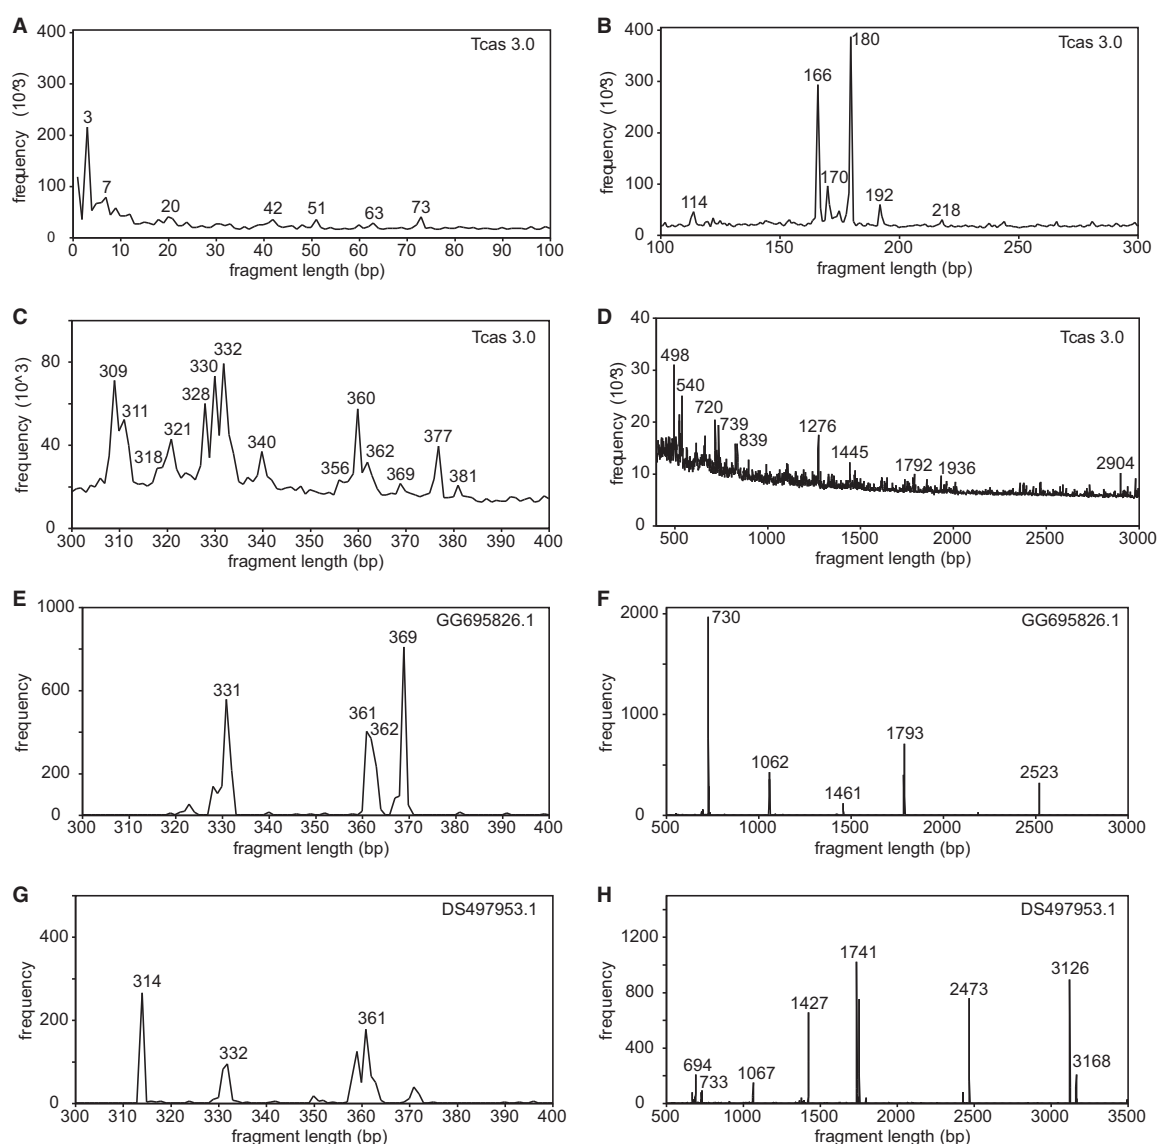 A
Tcas 3.0
frequency (10^3)
400
300
200
100
0
3
7
20
42
51
63
73
0 10 20 30 40 50 60 70 80 90 100
fragment length (bp)
B
Tcas 3.0
frequency (10^3)
400
300
200
100
0
114
166
170
180
192
218
100 150 200 250 300
fragment length (bp)
C
Tcas 3.0
frequency (10^3)
80
40
0
309
311
318
321
328
330
332
340
356
360
362
369
377
381
300 310 320 330 340 350 360 370 380 390 400
fragment length (bp)
D
Tcas 3.0
frequency (10^3)
40
30
20
10
0
498
540
720
739
839
1276
1445
1792
1936
2904
500 1000 1500 2000 2500 3000
fragment length (bp)
E
GG695826.1
frequency
1000
600
200
0
331
361
362
369
300 310 320 330 340 350 360 370 380 390 400
fragment length (bp)
F
GG695826.1
frequency
2000
1000
0
730
1062
1461
1793
2523
500 1000 1500 2000 2500 3000
fragment length (bp)
G
DS497953.1
frequency
400
200
0
314
332
361
300 310 320 330 340 350 360 370 380 390 400
fragment length (bp)
H
DS497953.1
frequency
1200
800
400
0
694
733
1067
1427
1741
2473
3126
3168
500 1000 1500 2000 2500 3000 3500
fragment length (bp)